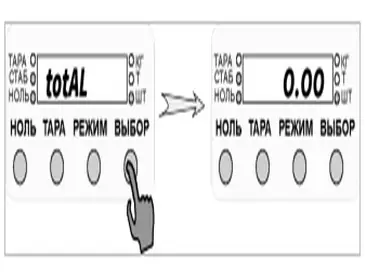 ТАРА КГ
СТАБ totAL Т
НОЛЬ ШТ
НОЛЬ ТАРА РЕЖИМ ВЫБОР
ТАРА КГ
СТАБ 0.00 Т
НОЛЬ ШТ
НОЛЬ ТАРА РЕЖИМ ВЫБОР